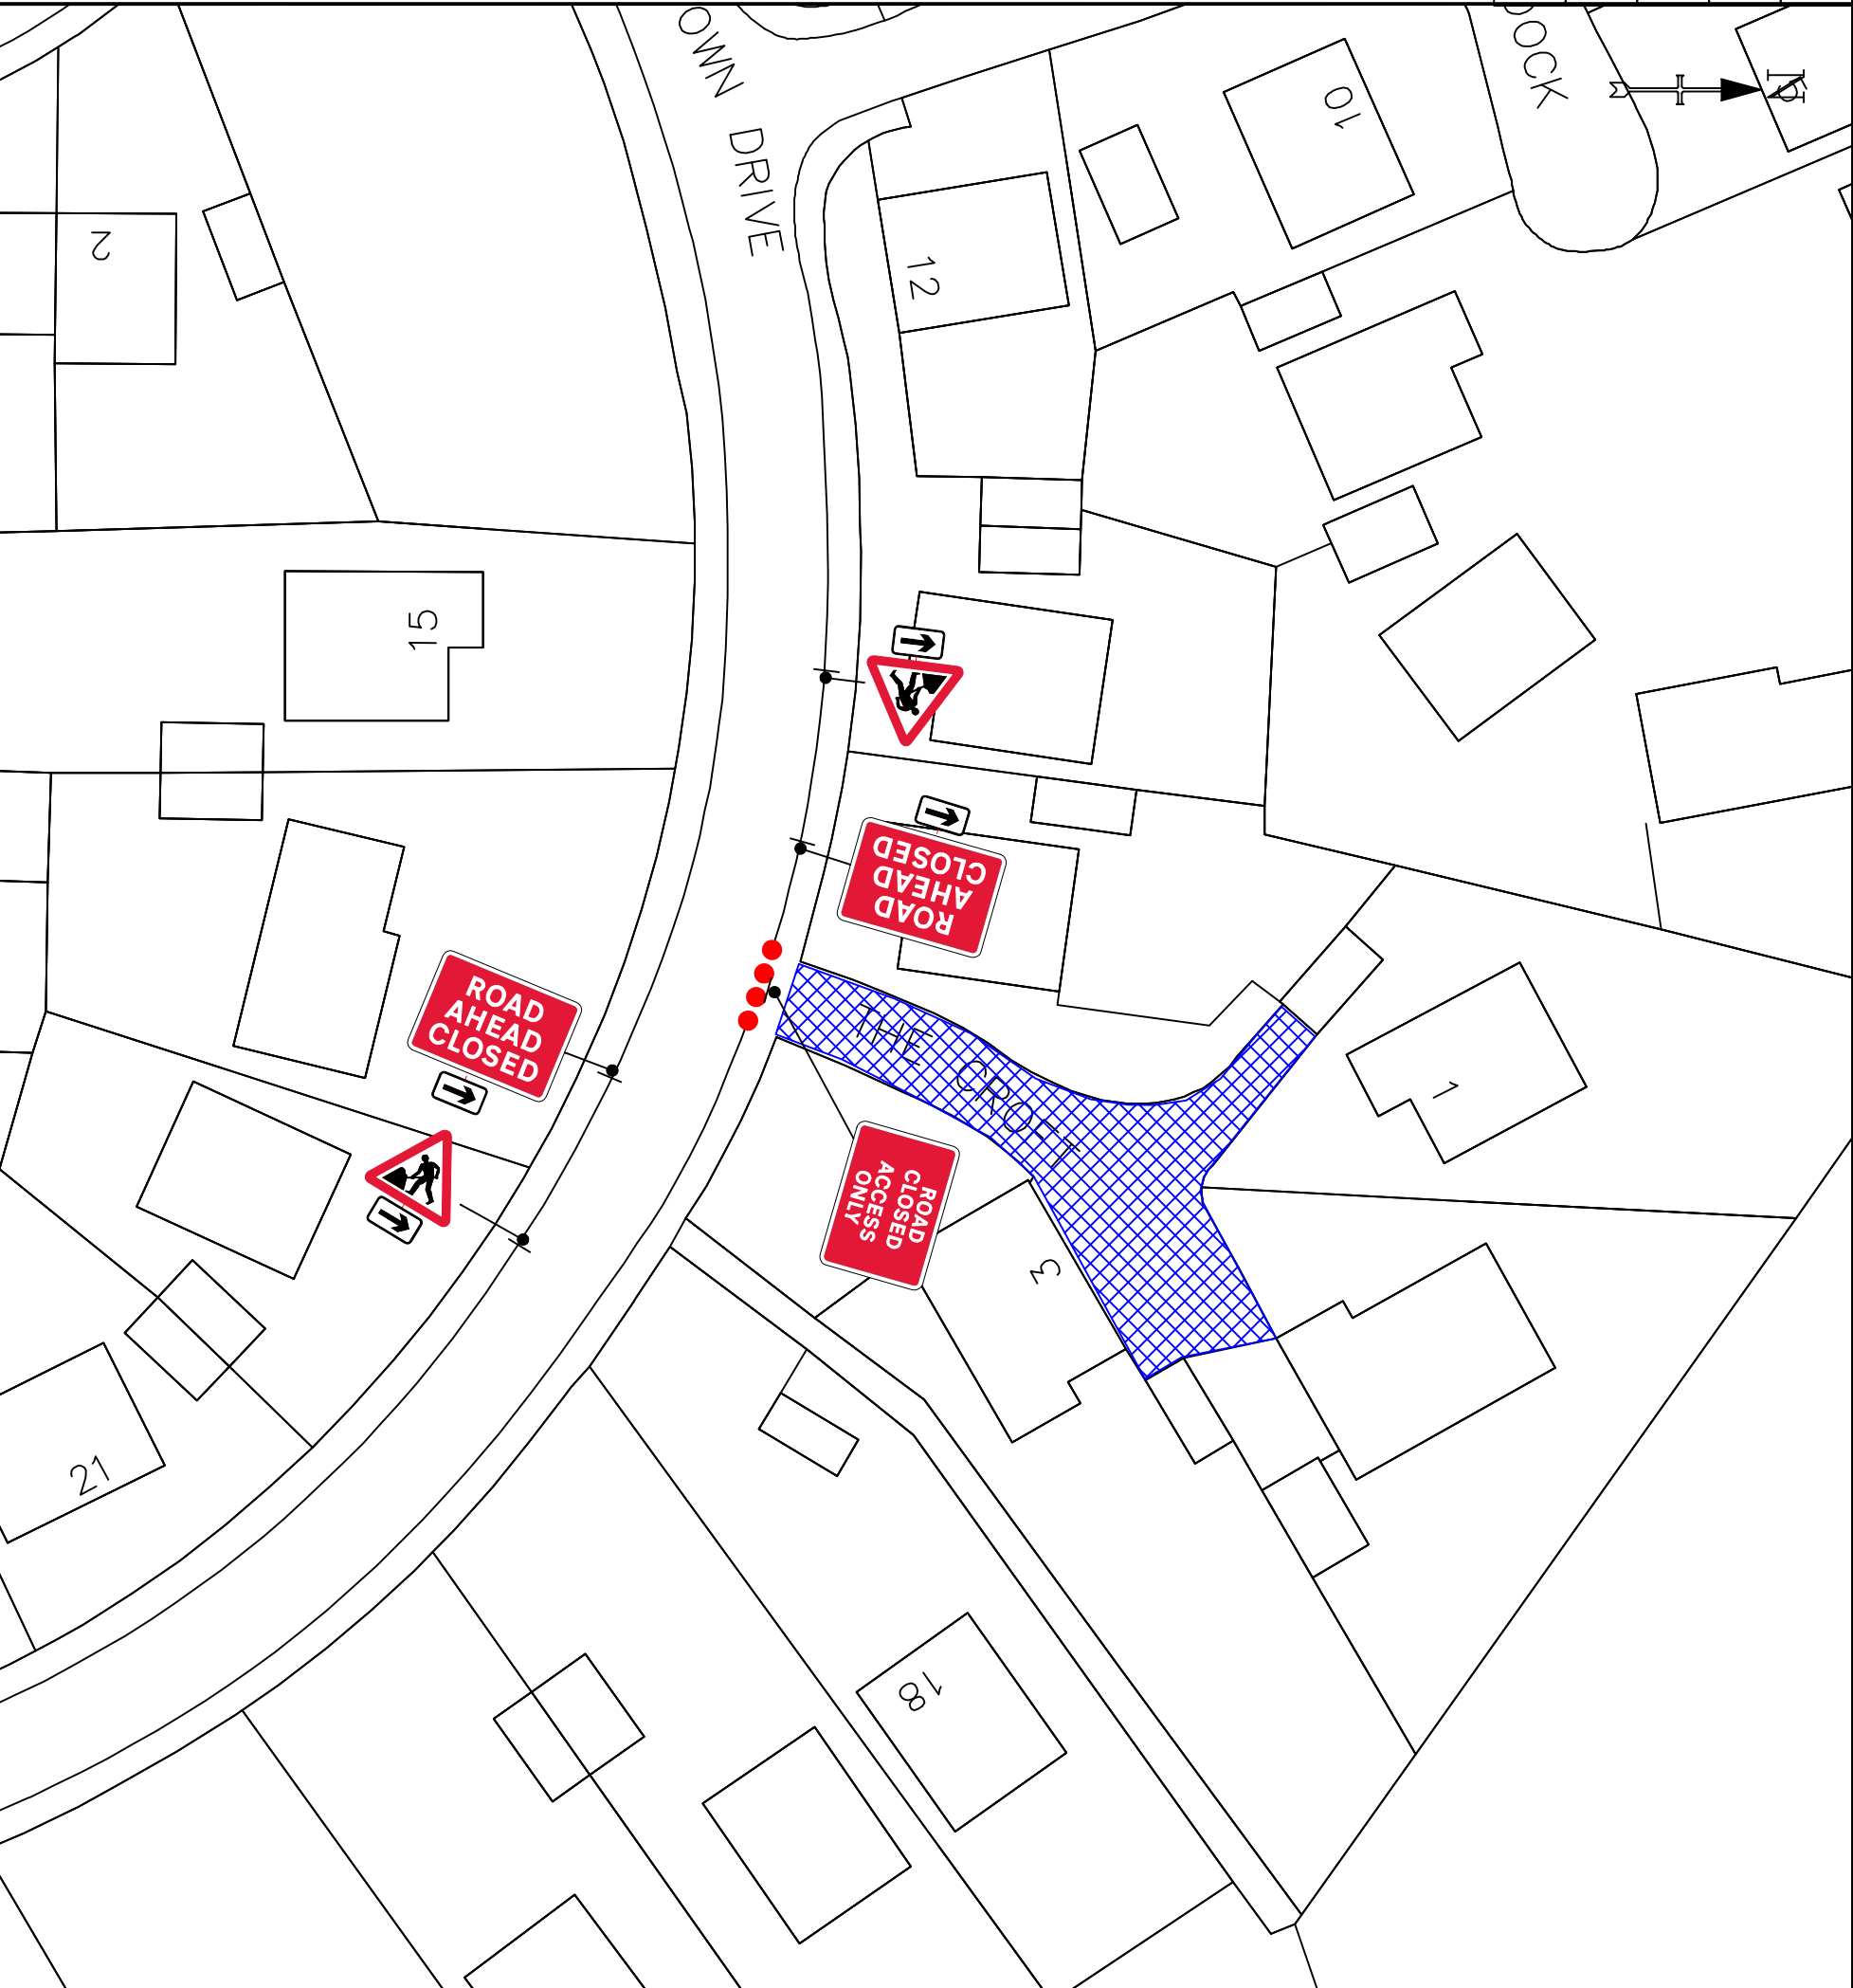 OWN DRIVE
OCK
10
2
12
15
ROAD
AHEAD
CLOSED
ROAD
AHEAD
CLOSED
THE CROFT
1
ROAD
CLOSED
ACCESS
ONLY
3
21
18